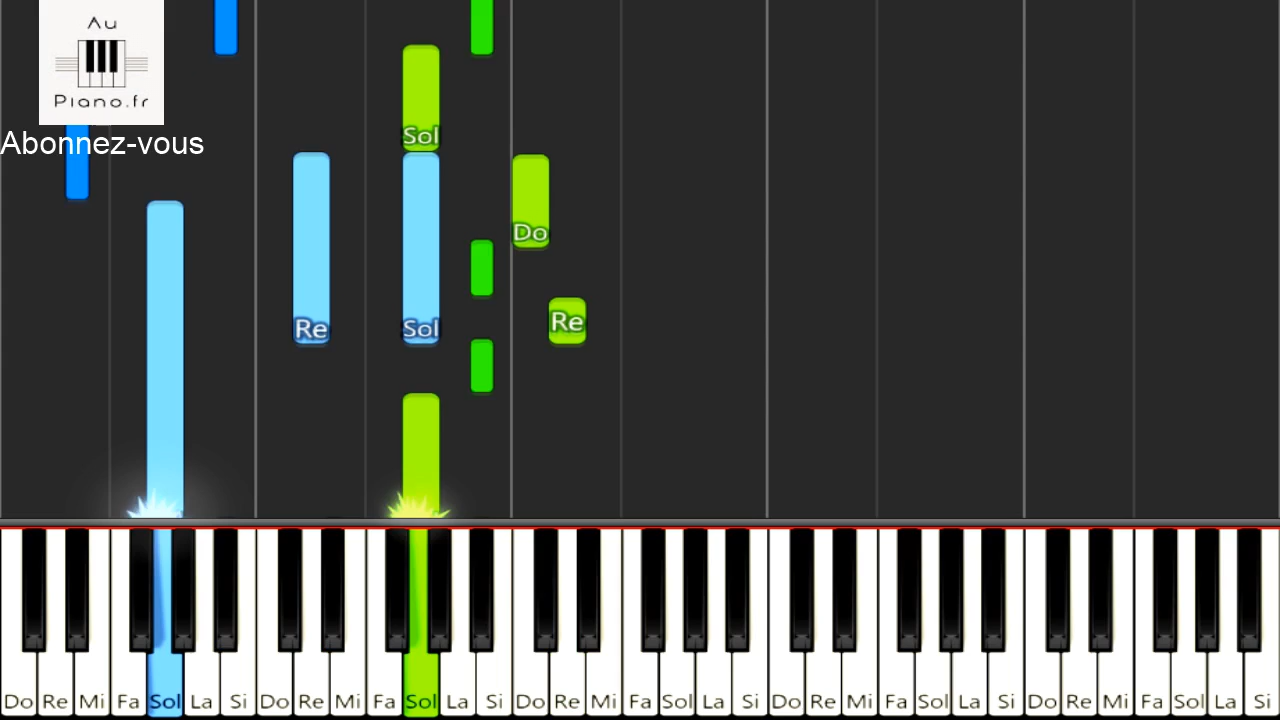 Au
Piano.fr
Abonnez-vous
Sol
Do
Re
Re Sol
Do Re Mi Fa Sol La Si Do Re Mi Fa Sol La Si Do Re Mi Fa Sol La Si Do Re Mi Fa Sol La Si Do Re Mi Fa Sol La Si